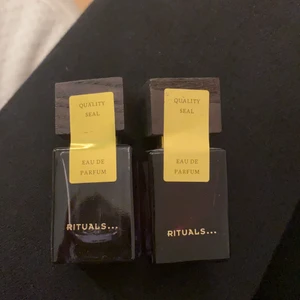 QUALITY
SEAL
EAU DE
PARFUM
RITUALS...
QUALITY
SEAL
EAU DE
PARFUM
RITUALS...